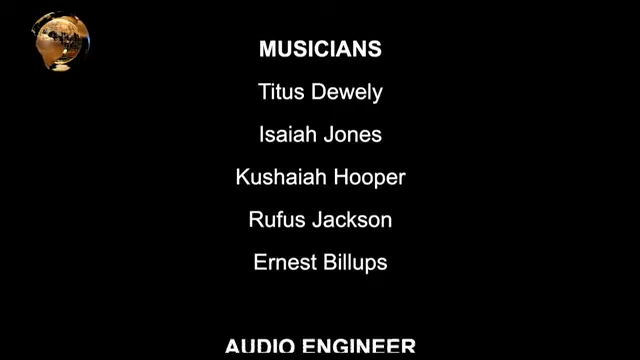 MUSICIANS
Titus Dewely
Isaiah Jones
Kushaiah Hooper
Rufus Jackson
Ernest Billups
AUDIO ENGINEER